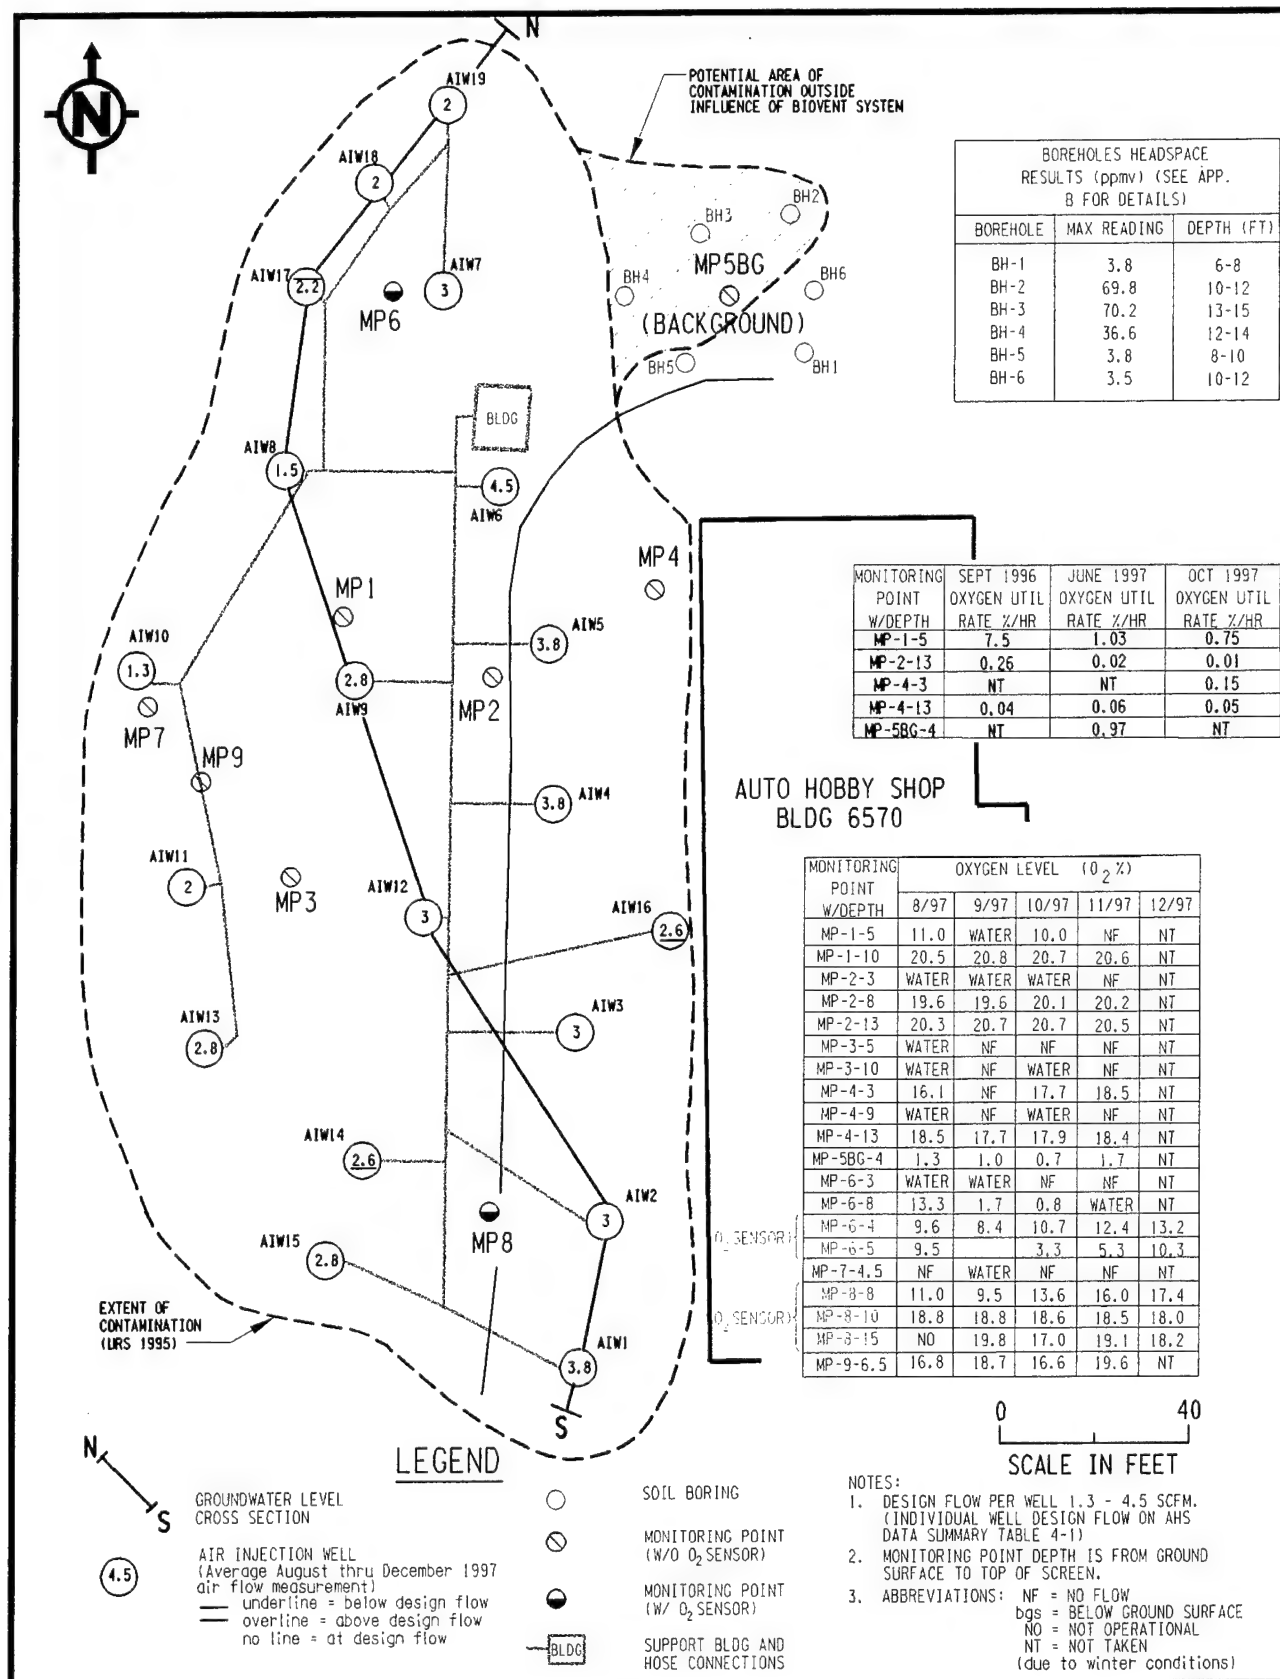 N
N
AIW19
2
POTENTIAL AREA OF
CONTAMINATION OUTSIDE
INFLUENCE OF BIOVENT SYSTEM
AIW18
2
AIW17
2.2
MP6
AIW7
3
BH2
BH3
MP5BG
BH4
BH6
(BACKGROUND)
BH5
BH1
BOREHOLES HEADSPACE
RESULTS (ppmv) (SEE APP.
B FOR DETAILS)
BOREHOLE MAX READING DEPTH (FT)
BH-1 3.8 6-8
BH-2 69.8 10-12
BH-3 70.2 13-15
BH-4 36.6 12-14
BH-5 3.8 8-10
BH-6 3.5 10-12
BLDG
AIW8
1.5
4.5
AIW6
MP4
MP1
AIW10
1.3
AIW5
3.8
2.8
AIW9
MP2
MP7
MP9
3.8
AIW4
MONITORING POINT W/DEPTH SEPT 1996 OXYGEN UTIL RATE %/HR JUNE 1997 OXYGEN UTIL RATE %/HR OCT 1997 OXYGEN UTIL RATE %/HR
MP-1-5 7.5 1.03 0.75
MP-2-13 0.26 0.02 0.01
MP-4-3 NT NT 0.15
MP-4-13 0.04 0.06 0.05
MP-5BG-4 NT 0.97 NT
AUTO HOBBY SHOP
BLDG 6570
AIW11
2
MP3
AIW12
3
AIW16
2.6
AIW3
3
AIW13
2.8
AIW14
2.6
MP8
AIW2
3
AIW15
2.8
EXTENT OF
CONTAMINATION
(URS 1995)
AIW1
3.8
S
MONITORING POINT W/DEPTH OXYGEN LEVEL (O2 %)
8/97 9/97 10/97 11/97 12/97
MP-1-5 11.0 WATER 10.0 NF NT
MP-1-10 20.5 20.8 20.7 20.6 NT
MP-2-3 WATER WATER WATER NF NT
MP-2-8 19.6 19.6 20.1 20.2 NT
MP-2-13 20.3 20.7 20.7 20.5 NT
MP-3-5 WATER NF NF NF NT
MP-3-10 WATER NF WATER NF NT
MP-4-3 16.1 NF 17.7 18.5 NT
MP-4-9 WATER NF WATER NF NT
MP-4-13 18.5 17.7 17.9 18.4 NT
MP-5BG-4 1.3 1.0 0.7 1.7 NT
MP-6-3 WATER WATER NF NF NT
MP-6-8 13.3 1.7 0.8 WATER NT
O2 SENSOR
MP-6-4 9.6 8.4 10.7 12.4 13.2
MP-6-5 9.5 3.3 5.3 10.3
MP-7-4.5 NF WATER NF NF NT
O2 SENSOR
MP-8-8 11.0 9.5 13.6 16.0 17.4
MP-8-10 18.8 18.8 18.6 18.5 18.0
MP-8-15 NO 19.8 17.0 19.1 18.2
MP-9-6.5 16.8 18.7 16.6 19.6 NT
0 40
SCALE IN FEET
LEGEND
N
S
GROUNDWATER LEVEL
CROSS SECTION
4.5
AIR INJECTION WELL
(Average August thru December 1997
air flow measurement)
underline = below design flow
overline = above design flow
no line = at design flow
SOIL BORING
MONITORING POINT
(W/O O2 SENSOR)
MONITORING POINT
(W/ O2 SENSOR)
BLDG
SUPPORT BLDG AND
HOSE CONNECTIONS
NOTES:
1. DESIGN FLOW PER WELL 1.3 - 4.5 SCFM.
(INDIVIDUAL WELL DESIGN FLOW ON AHS
DATA SUMMARY TABLE 4-1)
2. MONITORING POINT DEPTH IS FROM GROUND
SURFACE TO TOP OF SCREEN.
3. ABBREVIATIONS: NF = NO FLOW
bgs = BELOW GROUND SURFACE
NO = NOT OPERATIONAL
NT = NOT TAKEN
(due to winter conditions)